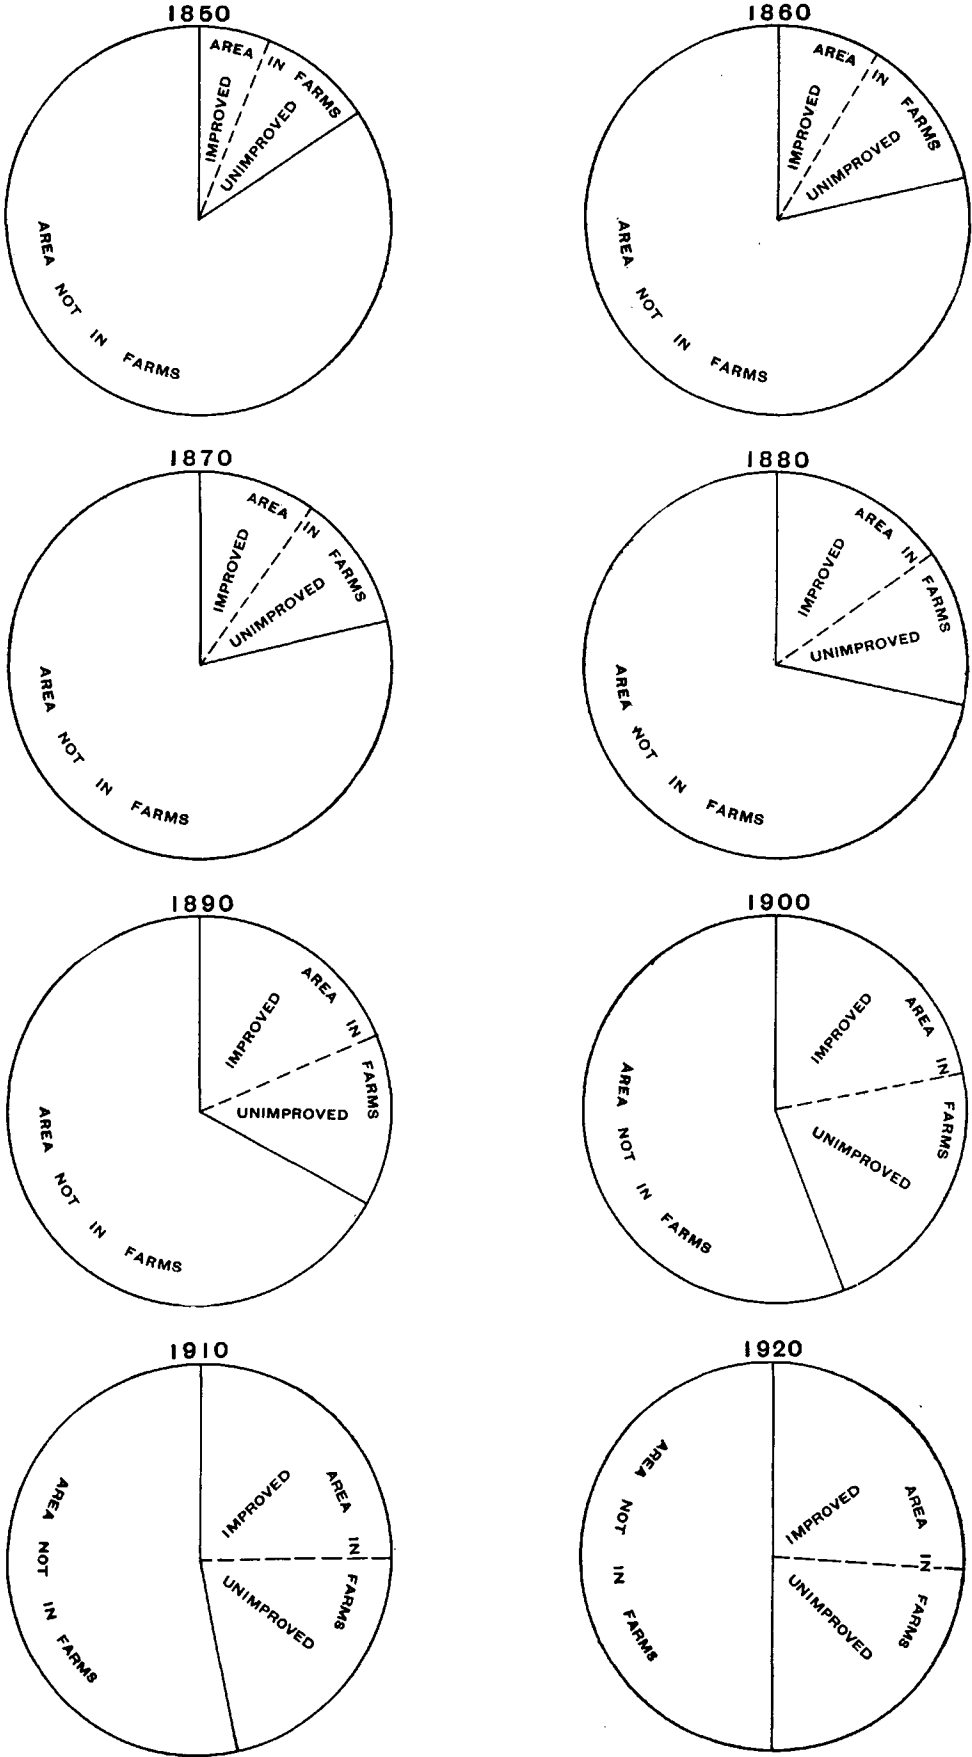 1850
AREA IN FARMS
IMPROVED
UNIMPROVED
AREA NOT IN FARMS
1860
AREA IN FARMS
IMPROVED
UNIMPROVED
AREA NOT IN FARMS
1870
AREA IN FARMS
IMPROVED
UNIMPROVED
AREA NOT IN FARMS
1880
AREA IN FARMS
IMPROVED
UNIMPROVED
AREA NOT IN FARMS
1890
AREA IN FARMS
IMPROVED
UNIMPROVED
AREA NOT IN FARMS
1900
AREA IN FARMS
IMPROVED
UNIMPROVED
AREA NOT IN FARMS
1910
AREA IN FARMS
IMPROVED
UNIMPROVED
AREA NOT IN FARMS
1920
AREA IN FARMS
IMPROVED
UNIMPROVED
AREA NOT IN FARMS